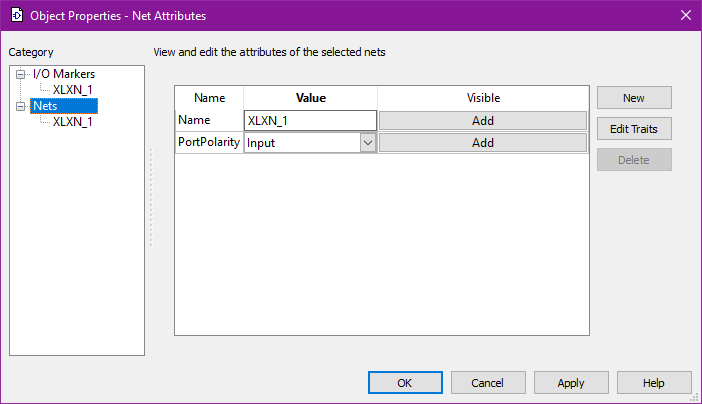 Object Properties - Net Attributes
Category
View and edit the attributes of the selected nets
I/O Markers
XLXN_1
Nets
XLXN_1
Name Value Visible
Name XLXN_1 Add
PortPolarity Input Add
New
Edit Traits
Delete
OK Cancel Apply Help